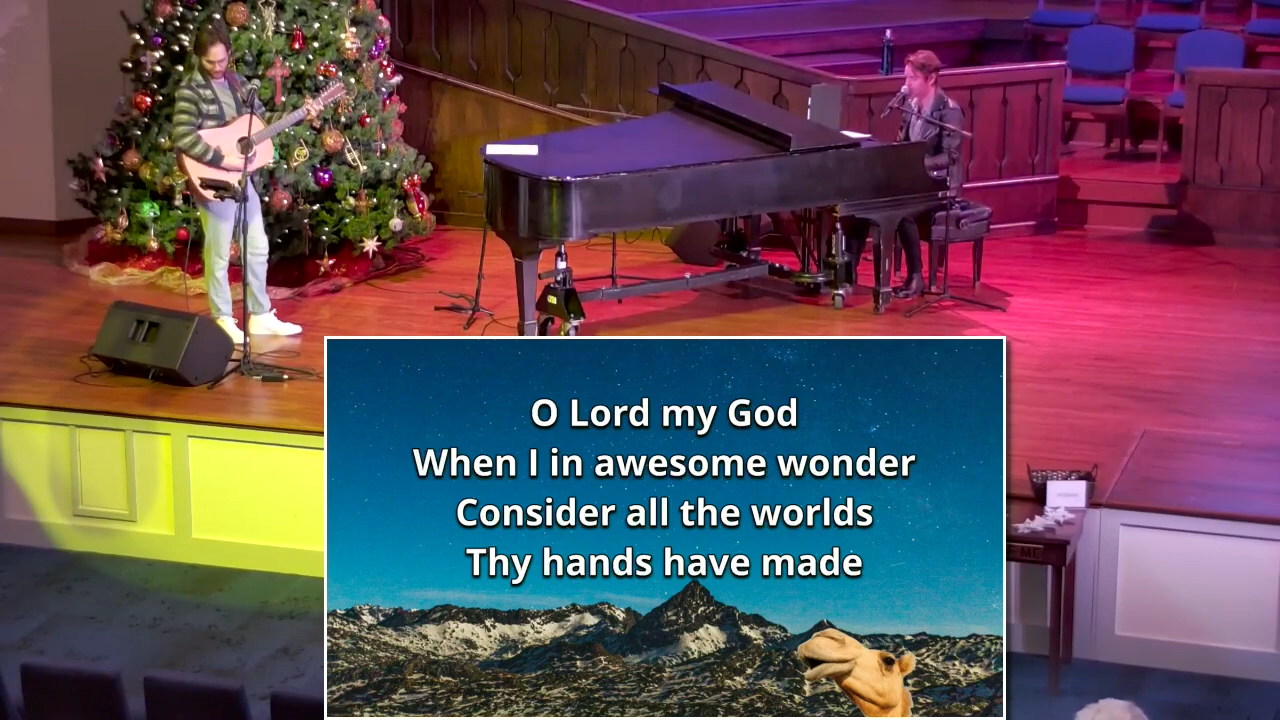 O Lord my God
When I in awesome wonder
Consider all the worlds
Thy hands have made